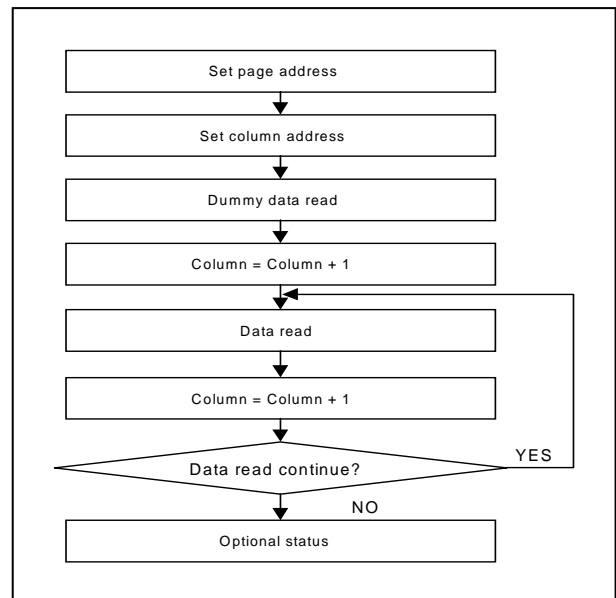 Set page address
Set column address
Dummy data read
Column = Column + 1
Data read
Column = Column + 1
Data read continue?
YES
NO
Optional status